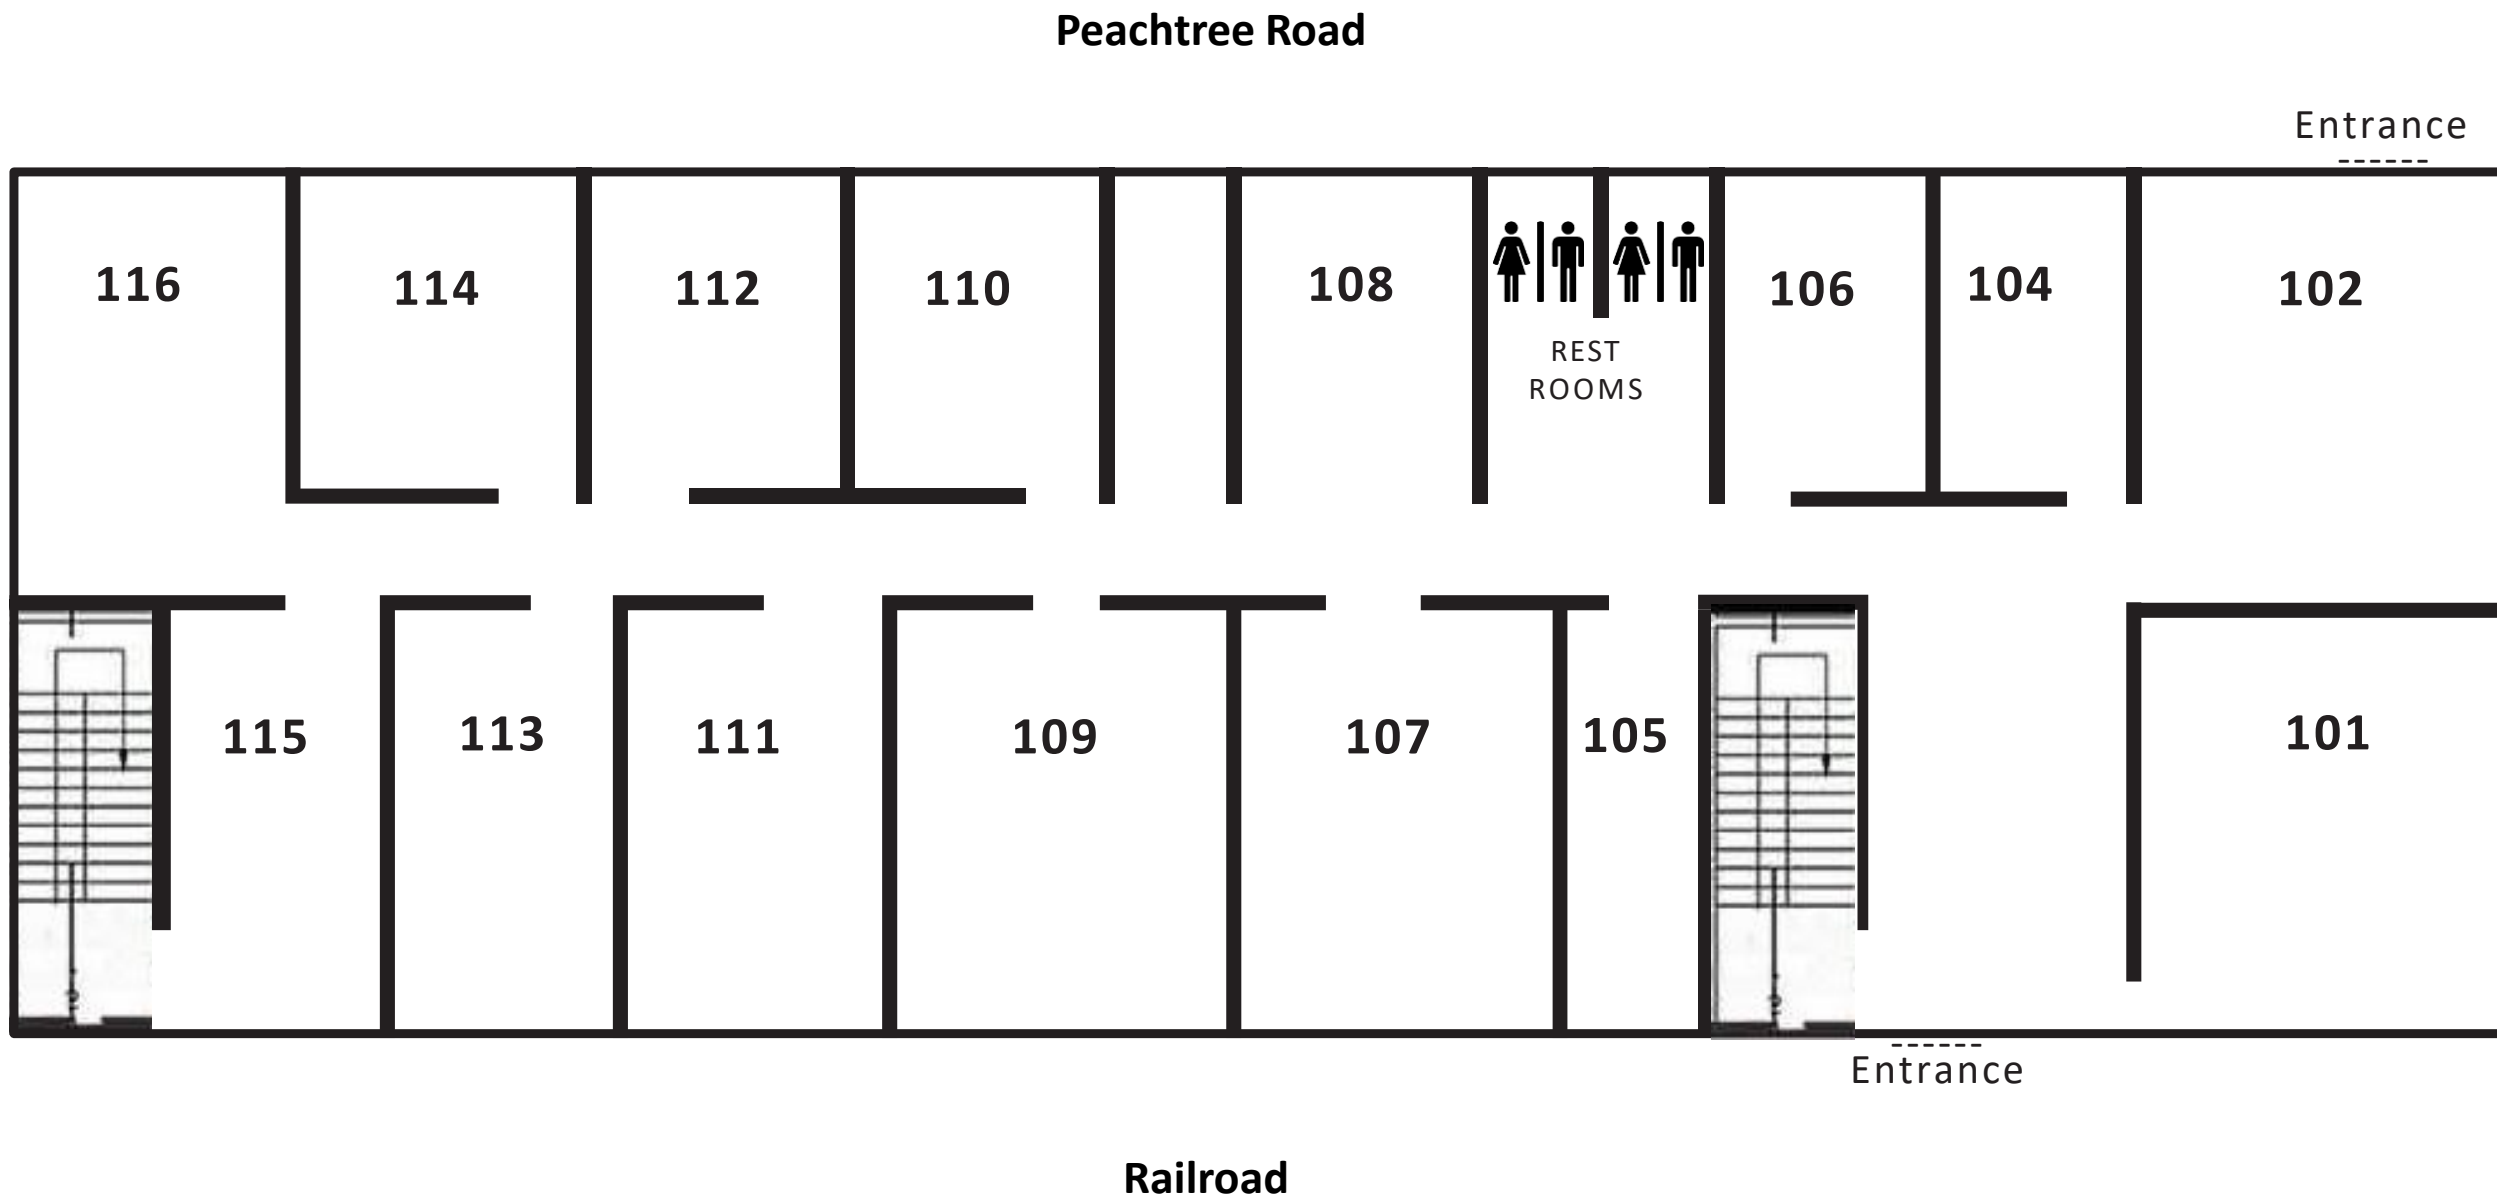 Peachtree Road
Entrance
116 114 112 110 108 106 104 102
REST
ROOMS
115 113 111 109 107 105 101
Entrance
Railroad